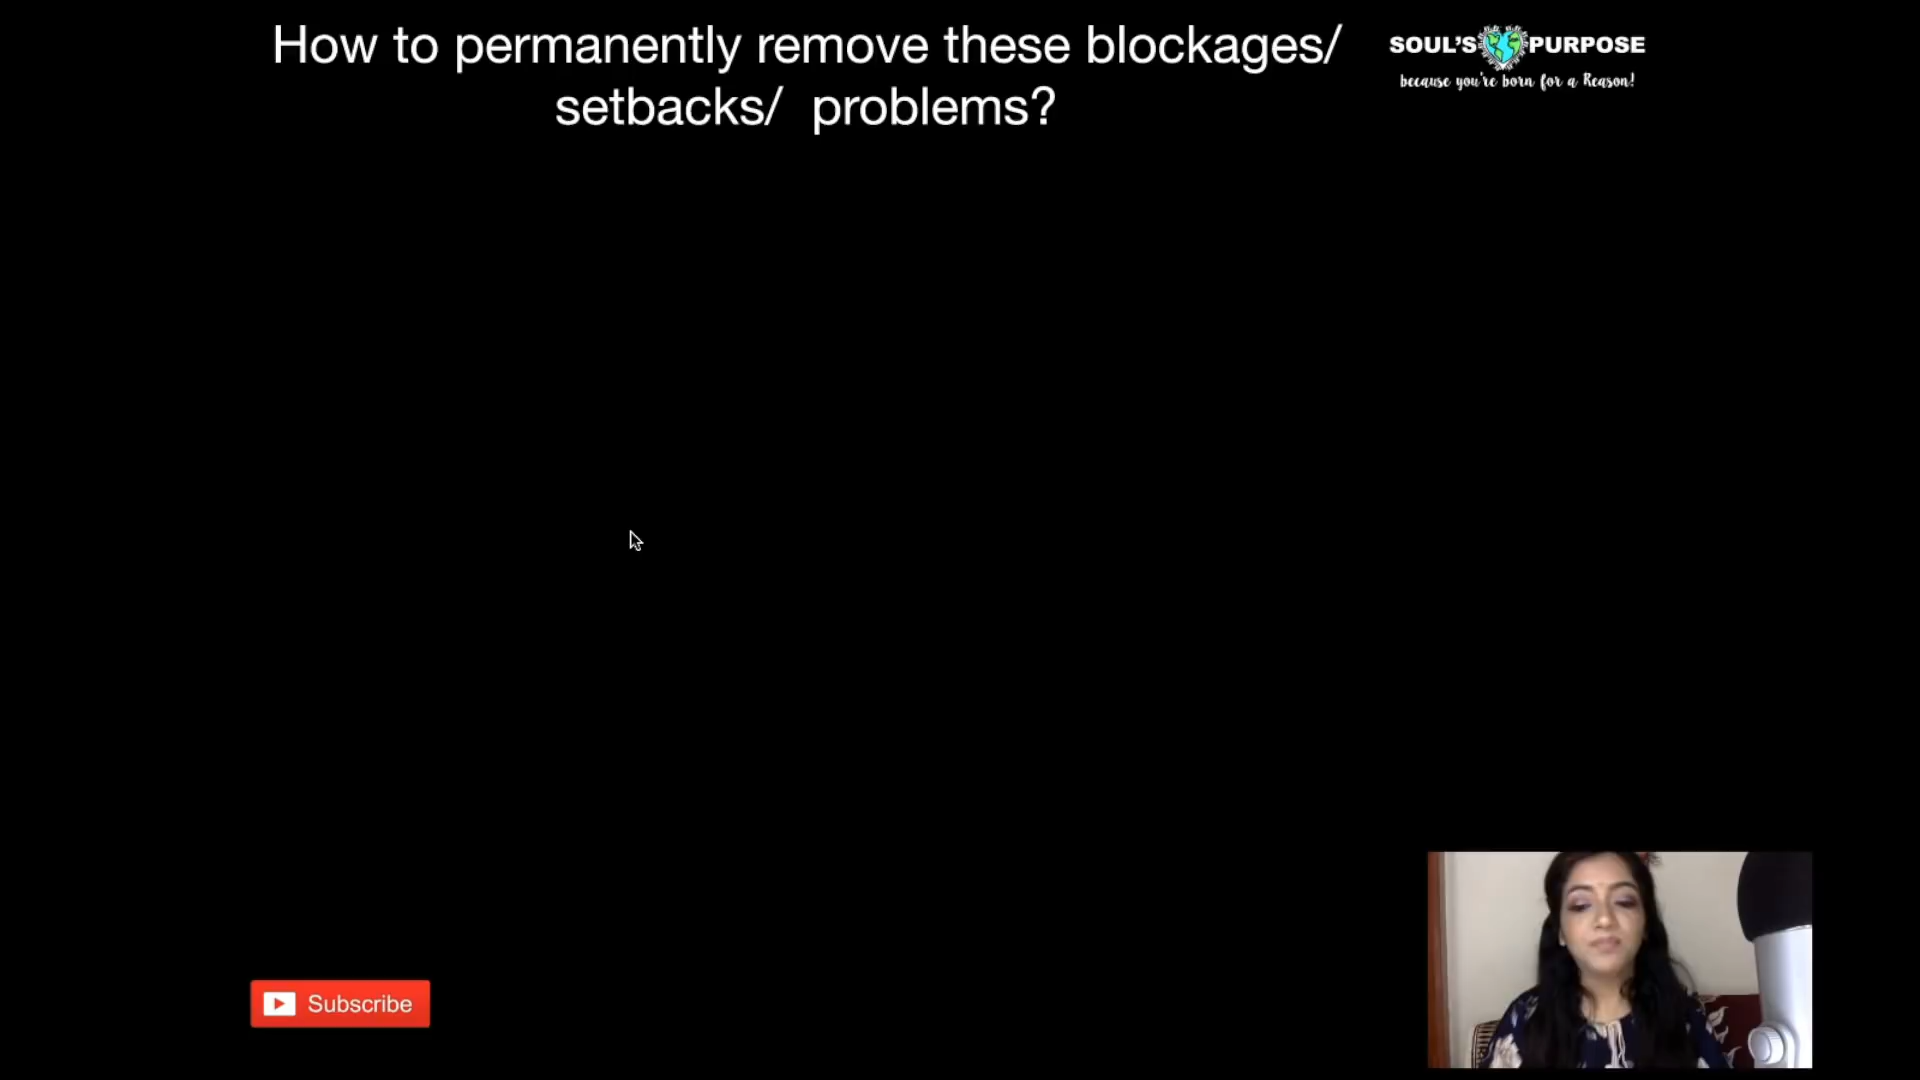 How to permanently remove these blockages/
setbacks/  problems?
SOUL'S PURPOSE
because you're born for a Reason!
Subscribe